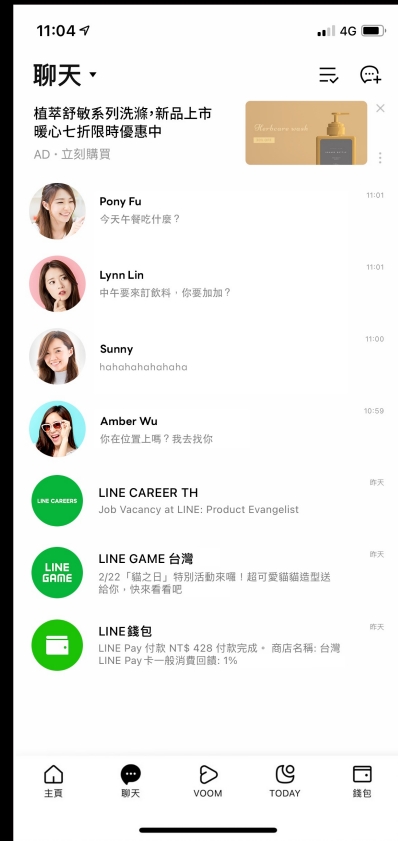 11:04
4G
聊天
植萃舒敏系列洗滌,新品上市
暖心七折限時優惠中
AD・立刻購買
Herbcare wash
Pony Fu
11:01
今天午餐吃什麼？
Lynn Lin
11:01
中午要來訂飲料，你要加加？
Sunny
11:00
hahahahahahaha
Amber Wu
10:59
你在位置上嗎？我去找你
LINE CAREERS
LINE CAREER TH
昨天
Job Vacancy at LINE: Product Evangelist
LINE
GAME
LINE GAME 台灣
昨天
2/22「貓之日」特別活動來囉！超可愛貓貓造型送
給你，快來看看吧
LINE錢包
昨天
LINE Pay 付款 NT$ 428 付款完成。 商店名稱: 台灣
LINE Pay卡一般消費回饋: 1%
主頁
聊天
VOOM
TODAY
錢包